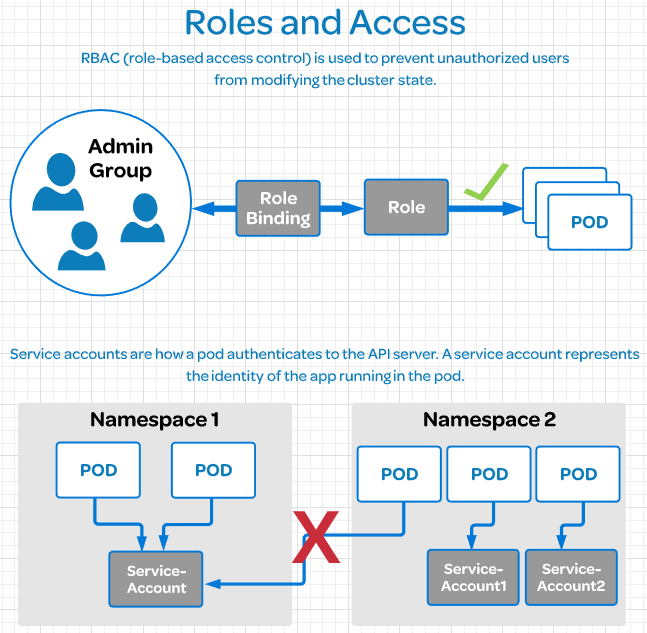 Roles and Access
RBAC (role-based access control) is used to prevent unauthorized users
from modifying the cluster state.
Admin
Group
Role
Binding
Role
POD
Service accounts are how a pod authenticates to the API server. A service account represents
the identity of the app running in the pod.
Namespace 1
POD
POD
Service-
Account
Namespace 2
POD
POD
POD
Service-
Account1
Service-
Account2